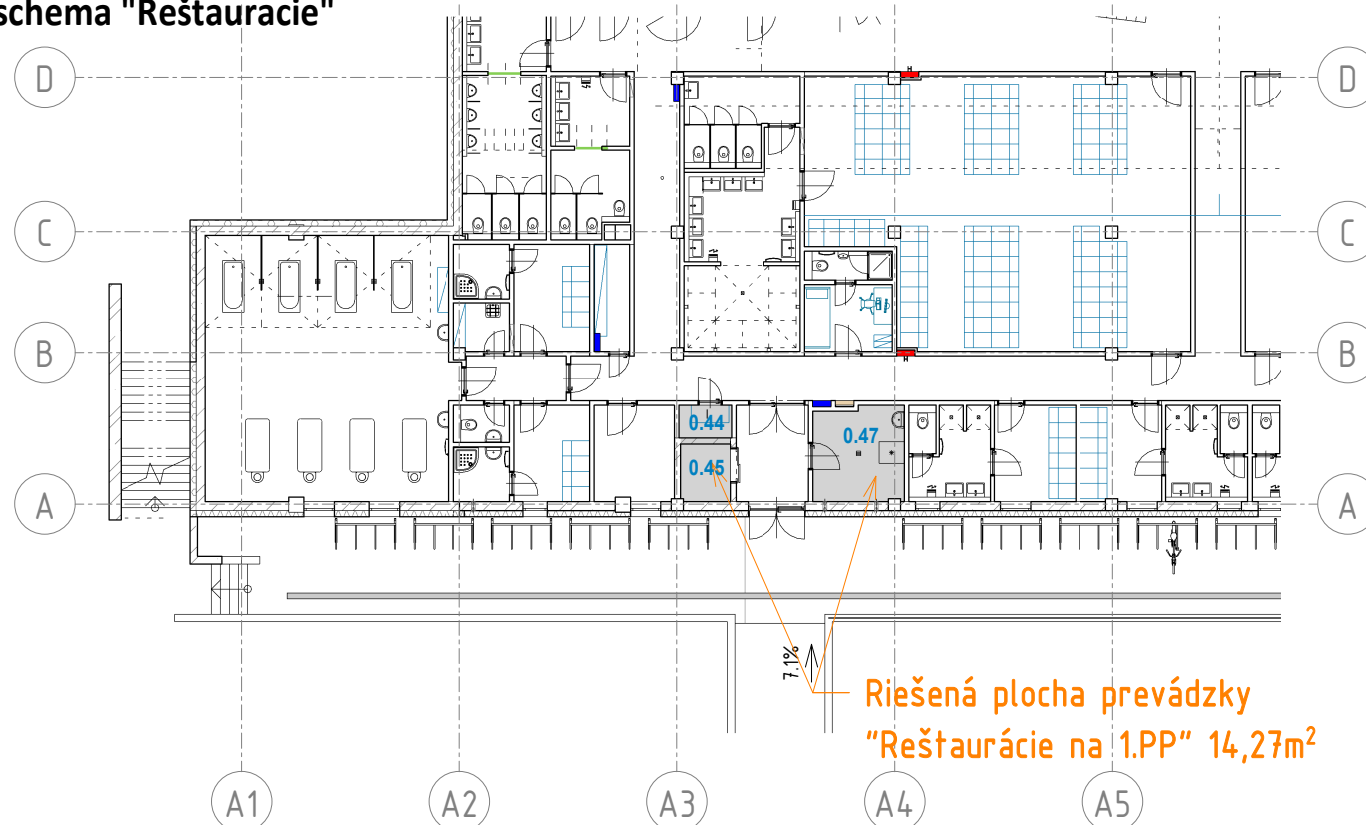 schema "Reštauracie"
D
D
C
C
B
B
0.44
0.47
0.45
A
A
7.1%
Riešená plocha prevádzky
"Reštaurácie na 1.PP" 14,27m²
A1
A2
A3
A4
A5